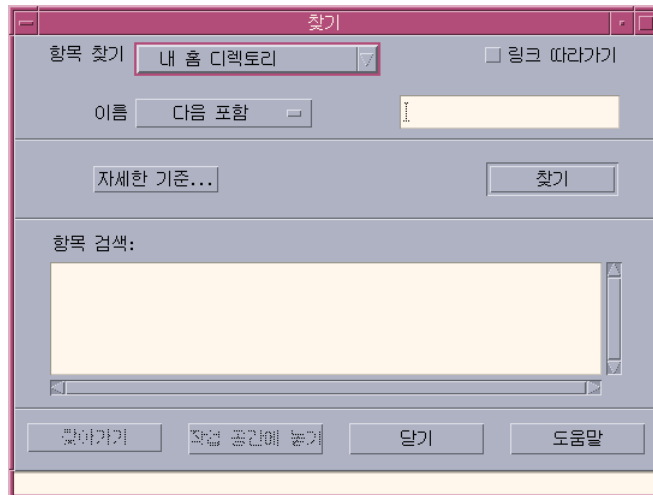 찾기
항목 찾기 내 홈 디렉토리 링크 따라가기
이름 다음 포함
자세한 기준... 찾기
항목 검색:
찾아가기 작업 공간에 놓기 닫기 도움말